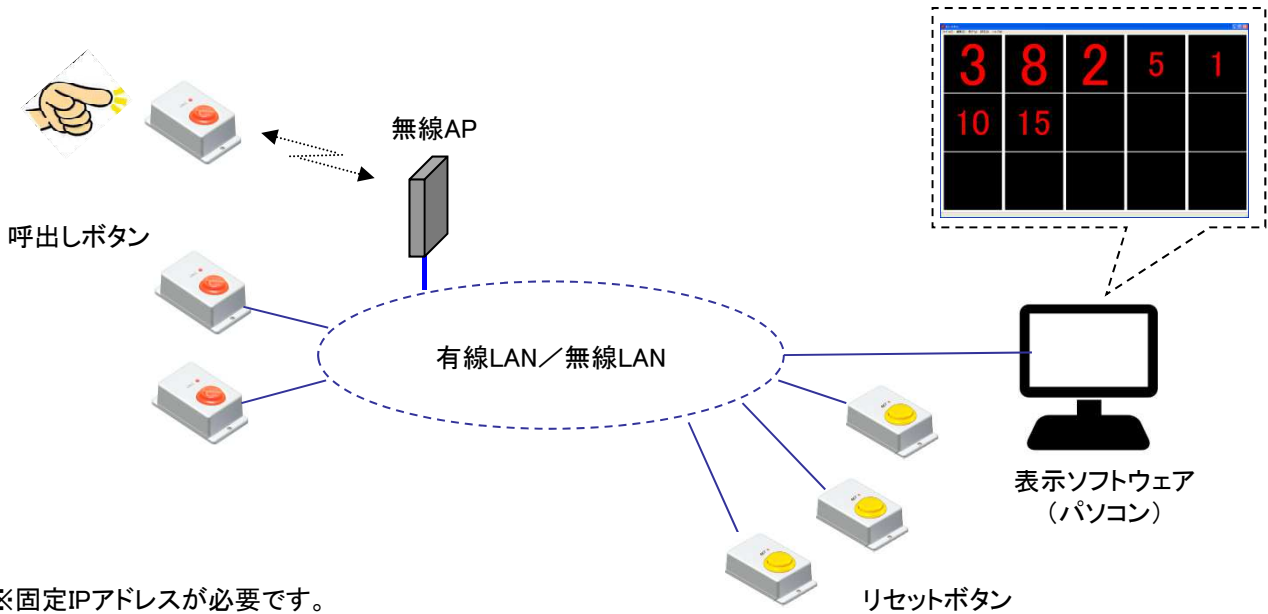 3 8 2 5 1
10 15
無線AP
呼出しボタン
有線LAN／無線LAN
表示ソフトウェア
（パソコン）
リセットボタン
※固定IPアドレスが必要です。